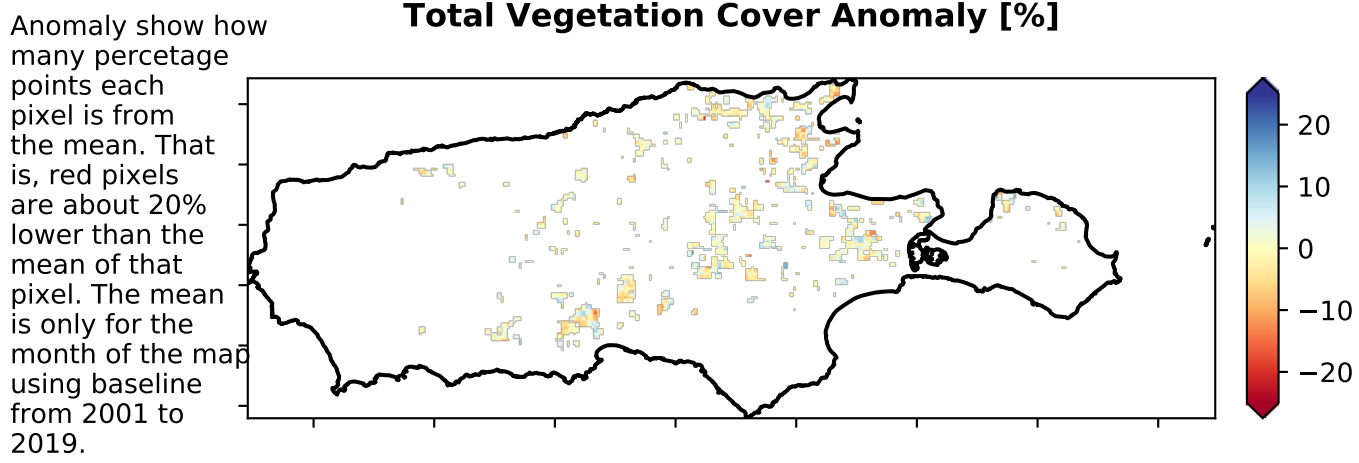 Total Vegetation Cover Anomaly [%]
Anomaly show how
many percetage
points each
pixel is from
the mean. That
is, red pixels
are about 20%
lower than the
mean of that
pixel. The mean
is only for the
month of the map
using baseline
from 2001 to
2019.
20
10
0
−10
−20